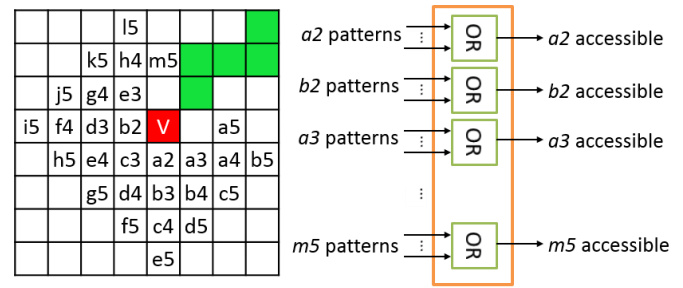 l5
k5 h4 m5
j5 g4 e3
i5 f4 d3 b2 V a5
h5 e4 c3 a2 a3 a4 b5
g5 d4 b3 b4 c5
f5 c4 d5
e5
a2 patterns ⋮ OR a2 accessible
b2 patterns ⋮ OR b2 accessible
a3 patterns ⋮ OR a3 accessible
⋮ ⋮
m5 patterns ⋮ OR m5 accessible